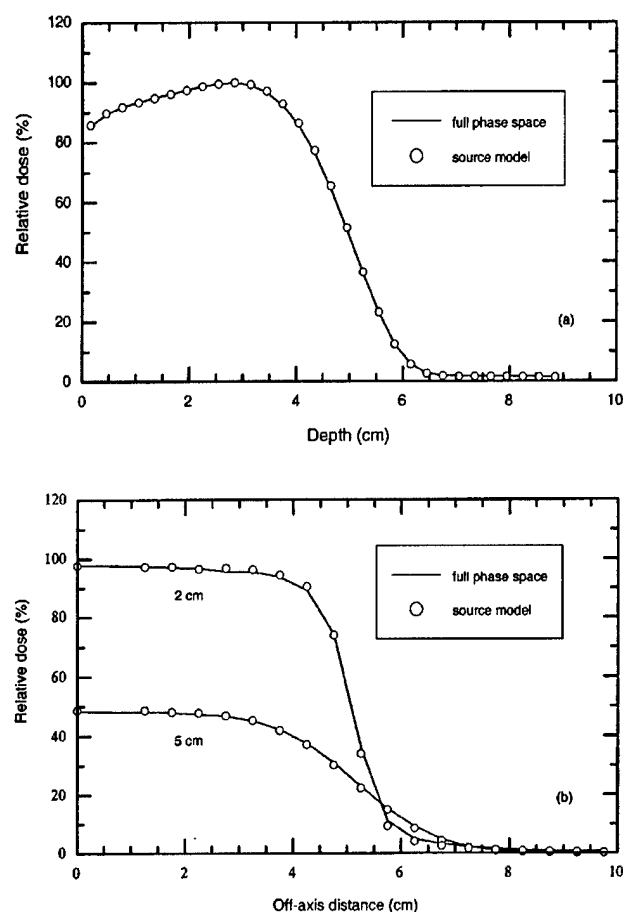 120
100
80
60
40
20
0
Relative dose (%)
full phase space
source model
(a)
0 2 4 6 8 10
Depth (cm)
120
100
80
60
40
20
0
Relative dose (%)
2 cm
5 cm
full phase space
source model
(b)
0 2 4 6 8 10
Off-axis distance (cm)